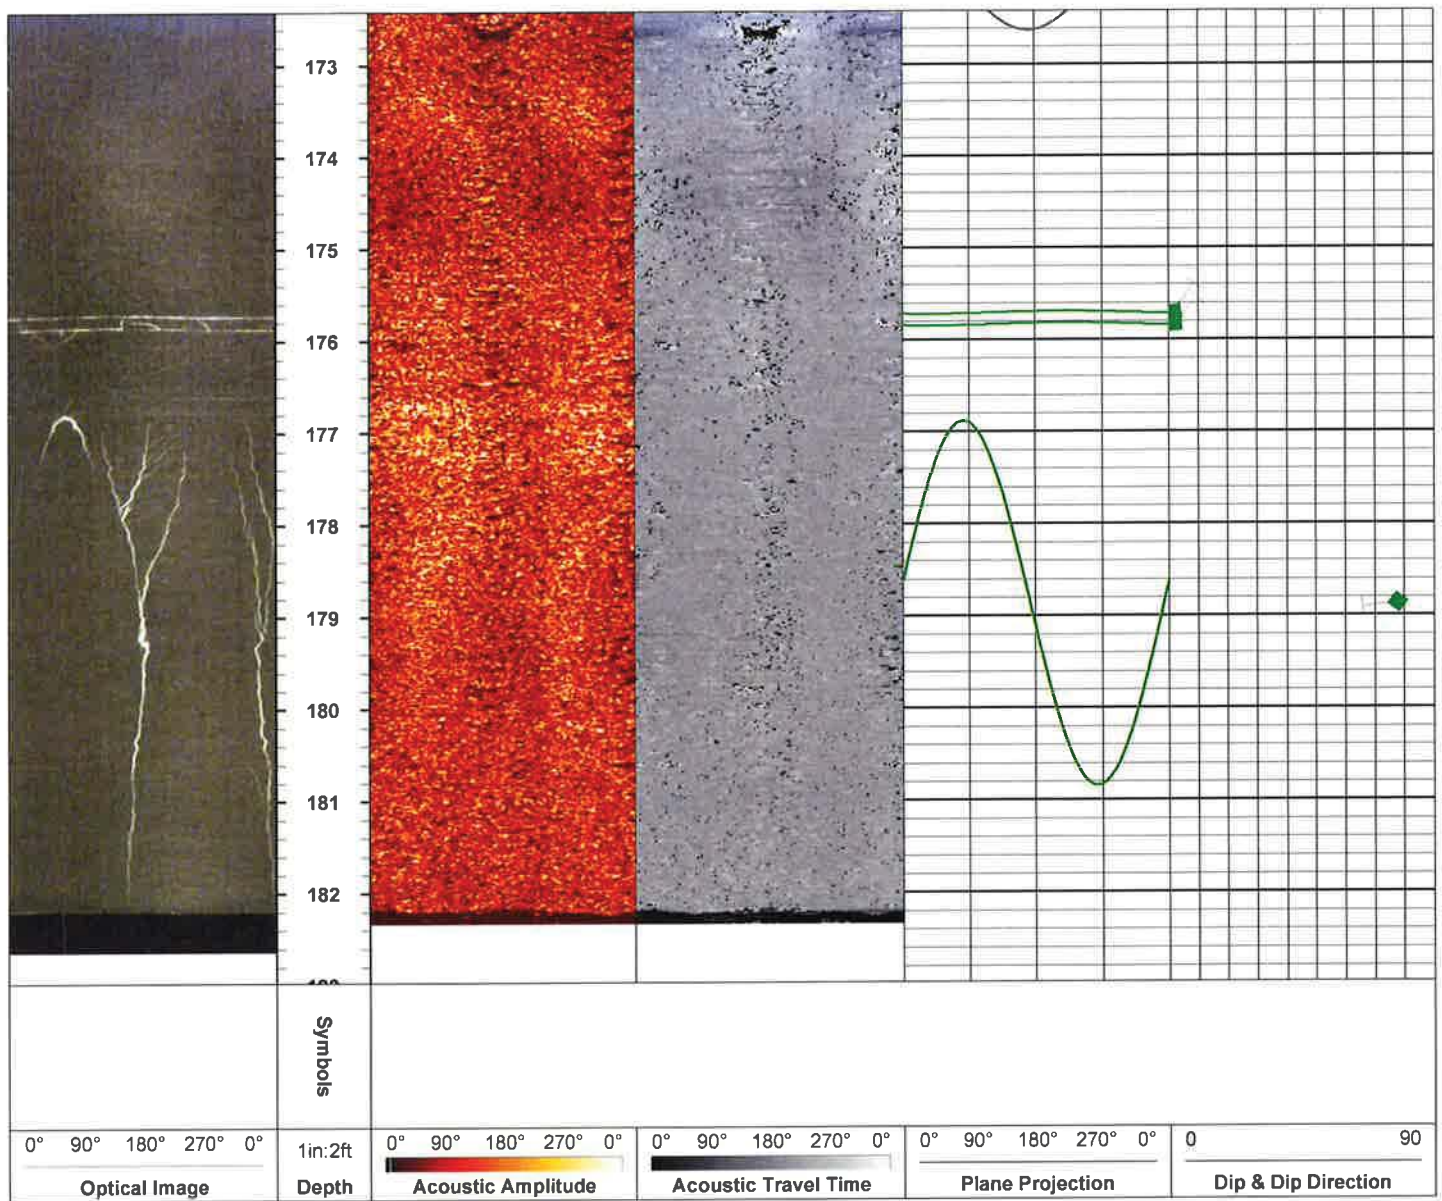 173
174
175
176
177
178
179
180
181
182
Symbols
0° 90° 180° 270° 0°
1in:2ft
0° 90° 180° 270° 0°
0° 90° 180° 270° 0°
0° 90° 180° 270° 0°
0 90
Optical Image
Depth
Acoustic Amplitude
Acoustic Travel Time
Plane Projection
Dip & Dip Direction